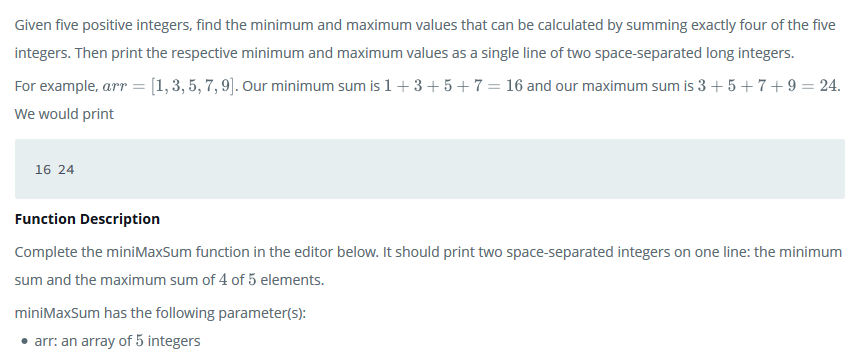 Given five positive integers, find the minimum and maximum values that can be calculated by summing exactly four of the five
integers. Then print the respective minimum and maximum values as a single line of two space-separated long integers.
For example, arr = [1, 3, 5, 7, 9]. Our minimum sum is 1 + 3 + 5 + 7 = 16 and our maximum sum is 3 + 5 + 7 + 9 = 24.
We would print
16 24
Function Description
Complete the miniMaxSum function in the editor below. It should print two space-separated integers on one line: the minimum
sum and the maximum sum of 4 of 5 elements.
miniMaxSum has the following parameter(s):
• arr: an array of 5 integers